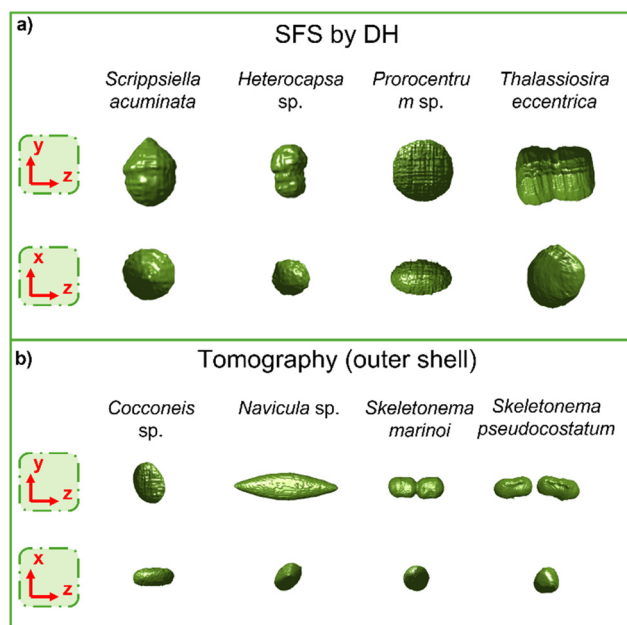 a)
SFS by DH
Scrippsiella Heterocapsa Prorocentru Thalassiosira
acuminata sp. m sp. eccentrica
y
z
x
z
b)
Tomography (outer shell)
Cocconeis Navicula sp. Skeletonema Skeletonema
sp. marinoi pseudocostatum
y
z
x
z